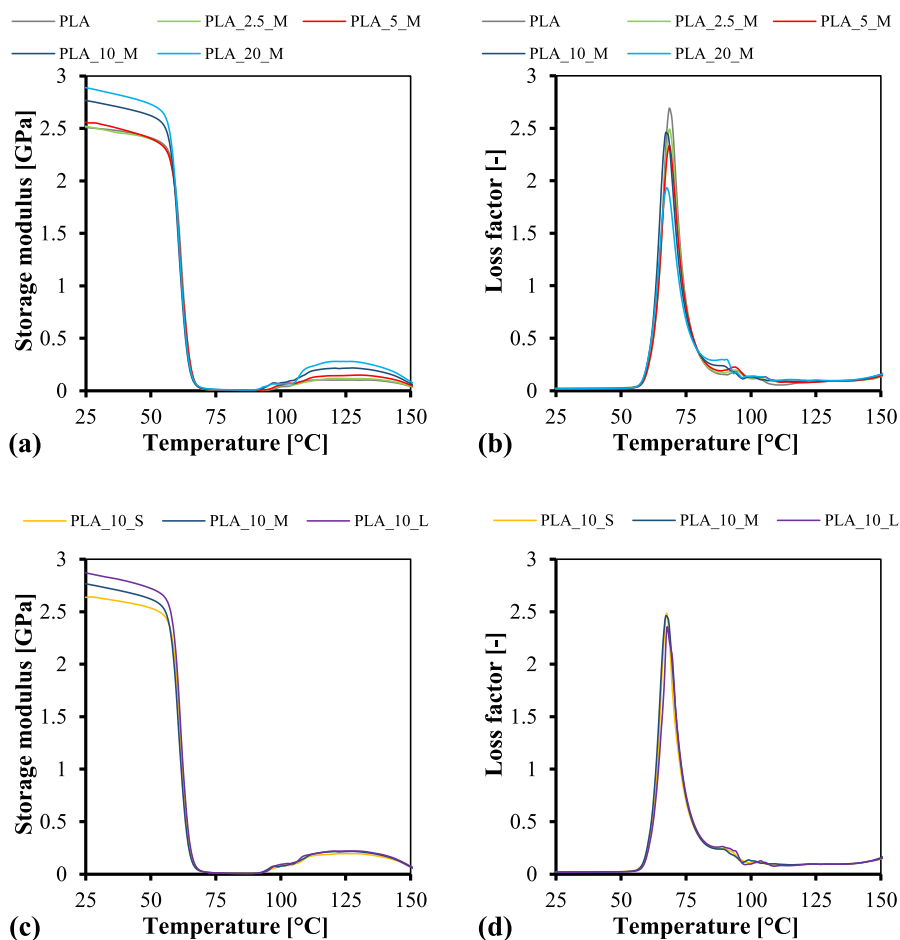 PLA PLA_2.5_M PLA_5_M
PLA_10_M PLA_20_M
3
2.5
2
1.5
1
0.5
0
Storage modulus [GPa]
25 50 75 100 125 150
Temperature [°C]
(a)
PLA PLA_2.5_M PLA_5_M
PLA_10_M PLA_20_M
3
2.5
2
1.5
1
0.5
0
Loss factor [-]
25 50 75 100 125 150
Temperature [°C]
(b)
PLA_10_S PLA_10_M PLA_10_L
3
2.5
2
1.5
1
0.5
0
Storage modulus [GPa]
25 50 75 100 125 150
Temperature [°C]
(c)
PLA_10_S PLA_10_M PLA_10_L
3
2.5
2
1.5
1
0.5
0
Loss factor [-]
25 50 75 100 125 150
Temperature [°C]
(d)